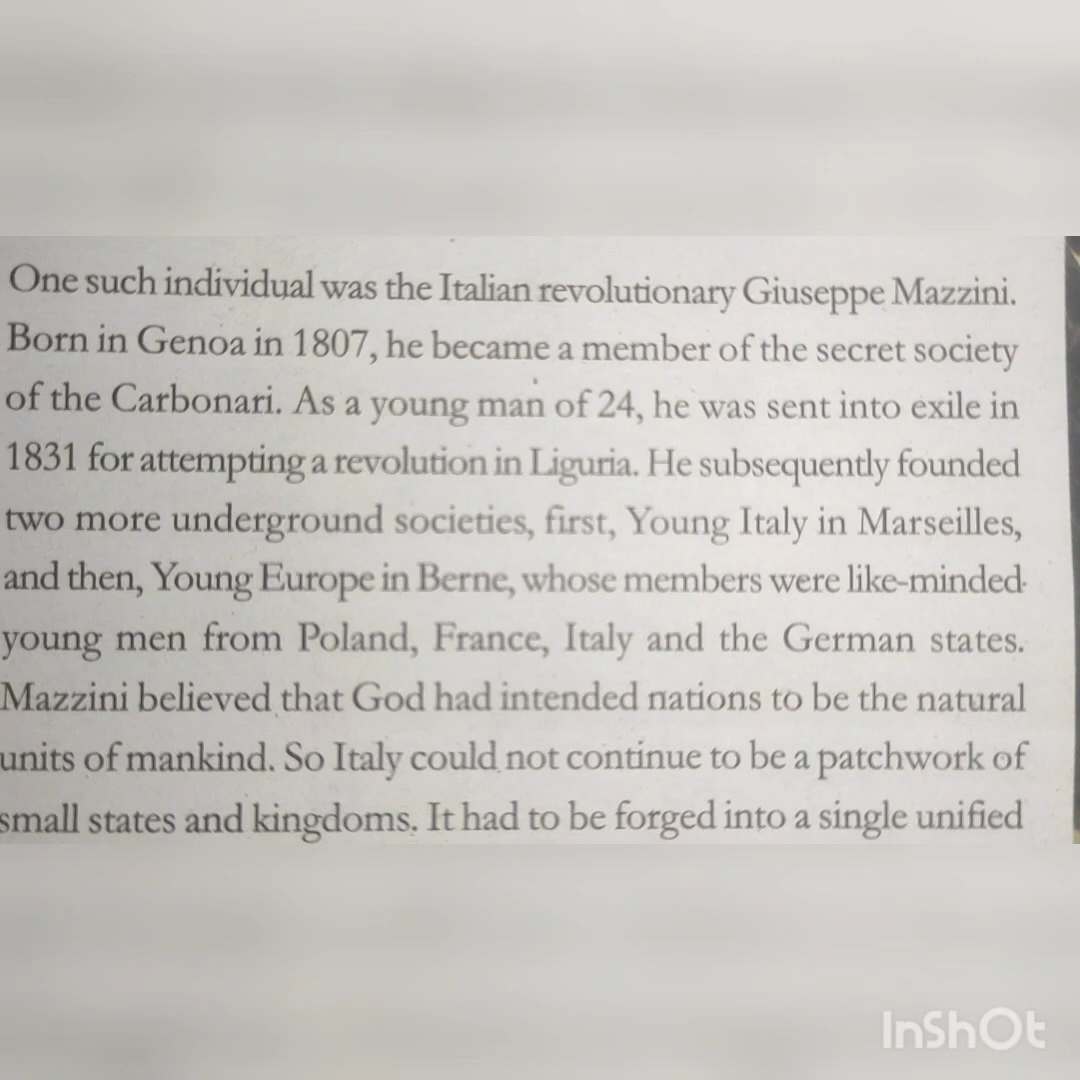 One such individual was the Italian revolutionary Giuseppe Mazzini.
Born in Genoa in 1807, he became a member of the secret society
of the Carbonari. As a young man of 24, he was sent into exile in
1831 for attempting a revolution in Liguria. He subsequently founded
two more underground societies, first, Young Italy in Marseilles,
and then, Young Europe in Berne, whose members were like-minded
young men from Poland, France, Italy and the German states.
Mazzini believed that God had intended nations to be the natural
units of mankind. So Italy could not continue to be a patchwork of
small states and kingdoms. It had to be forged into a single unified
InShOt